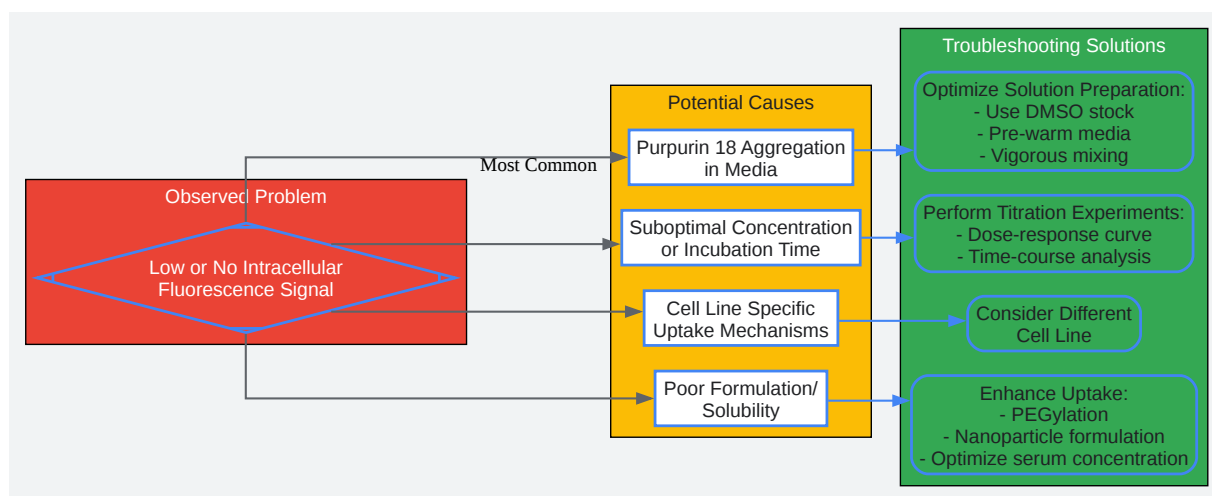 Observed Problem
Low or No Intracellular
Fluorescence Signal
Most Common
Potential Causes
Purpurin 18 Aggregation
in Media
Suboptimal Concentration
or Incubation Time
Cell Line Specific
Uptake Mechanisms
Poor Formulation/
Solubility
Troubleshooting Solutions
Optimize Solution Preparation:
- Use DMSO stock
- Pre-warm media
- Vigorous mixing
Perform Titration Experiments:
- Dose-response curve
- Time-course analysis
Consider Different
Cell Line
Enhance Uptake:
- PEGylation
- Nanoparticle formulation
- Optimize serum concentration